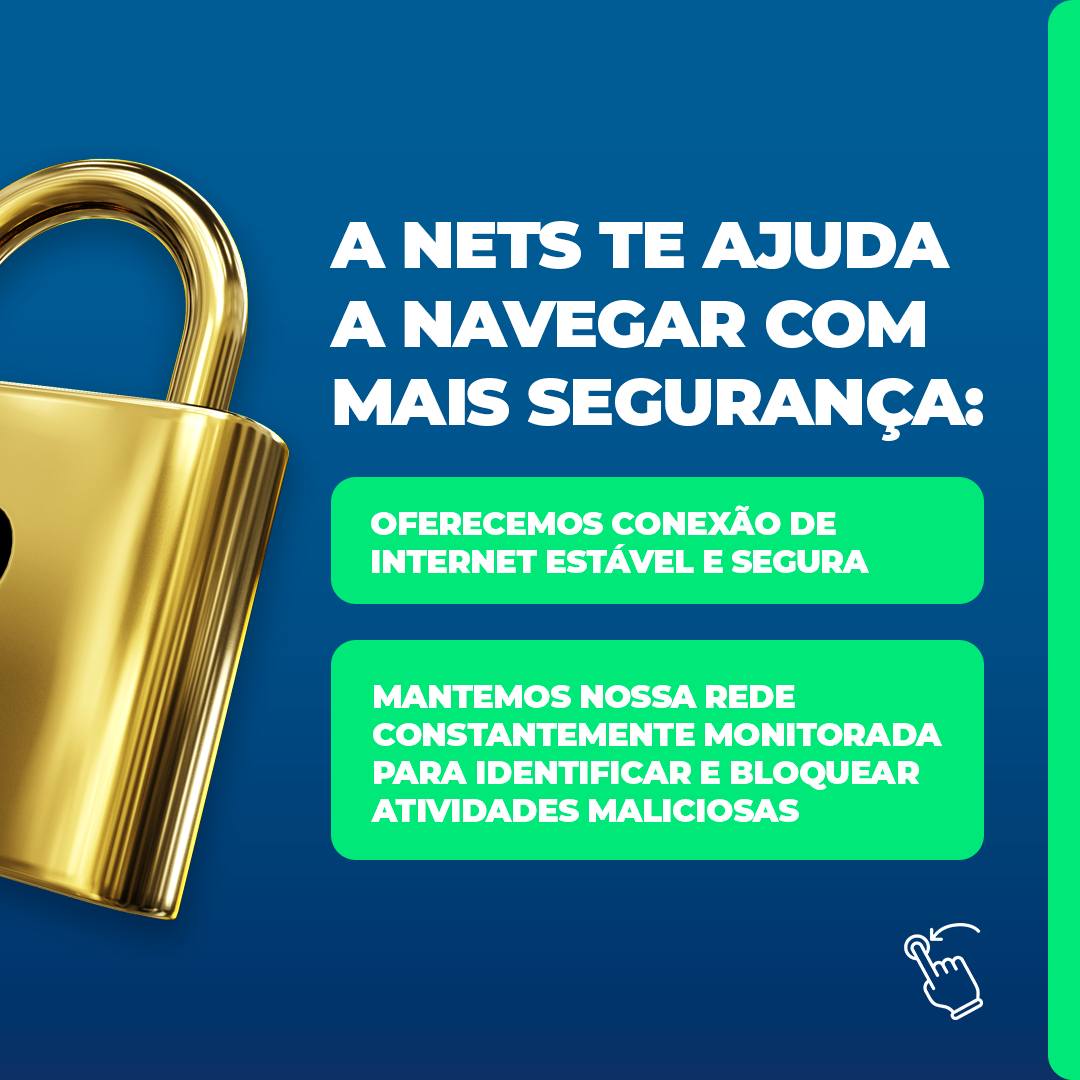 A NETS TE AJUDA
A NAVEGAR COM
MAIS SEGURANÇA:
OFERECEMOS CONEXÃO DE
INTERNET ESTÁVEL E SEGURA
MANTEMOS NOSSA REDE
CONSTANTEMENTE MONITORADA
PARA IDENTIFICAR E BLOQUEAR
ATIVIDADES MALICIOSAS